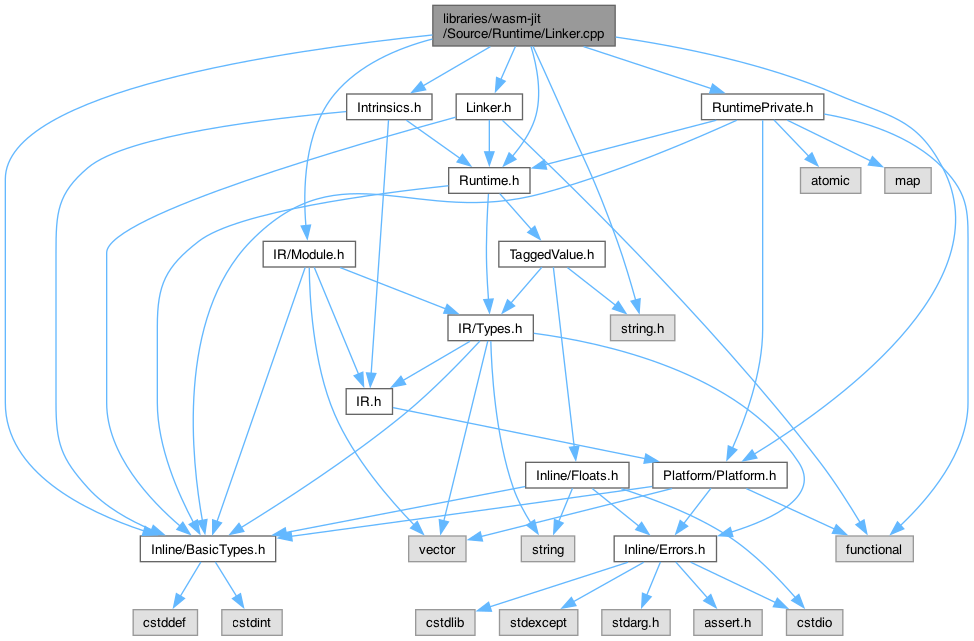 libraries/wasm-jit
/Source/Runtime/Linker.cpp
Intrinsics.h
Linker.h
RuntimePrivate.h
Runtime.h
atomic
map
IR/Module.h
TaggedValue.h
IR/Types.h
string.h
IR.h
Inline/Floats.h
Platform/Platform.h
Inline/BasicTypes.h
vector
string
Inline/Errors.h
functional
cstddef
cstdint
cstdlib
stdexcept
stdarg.h
assert.h
cstdio